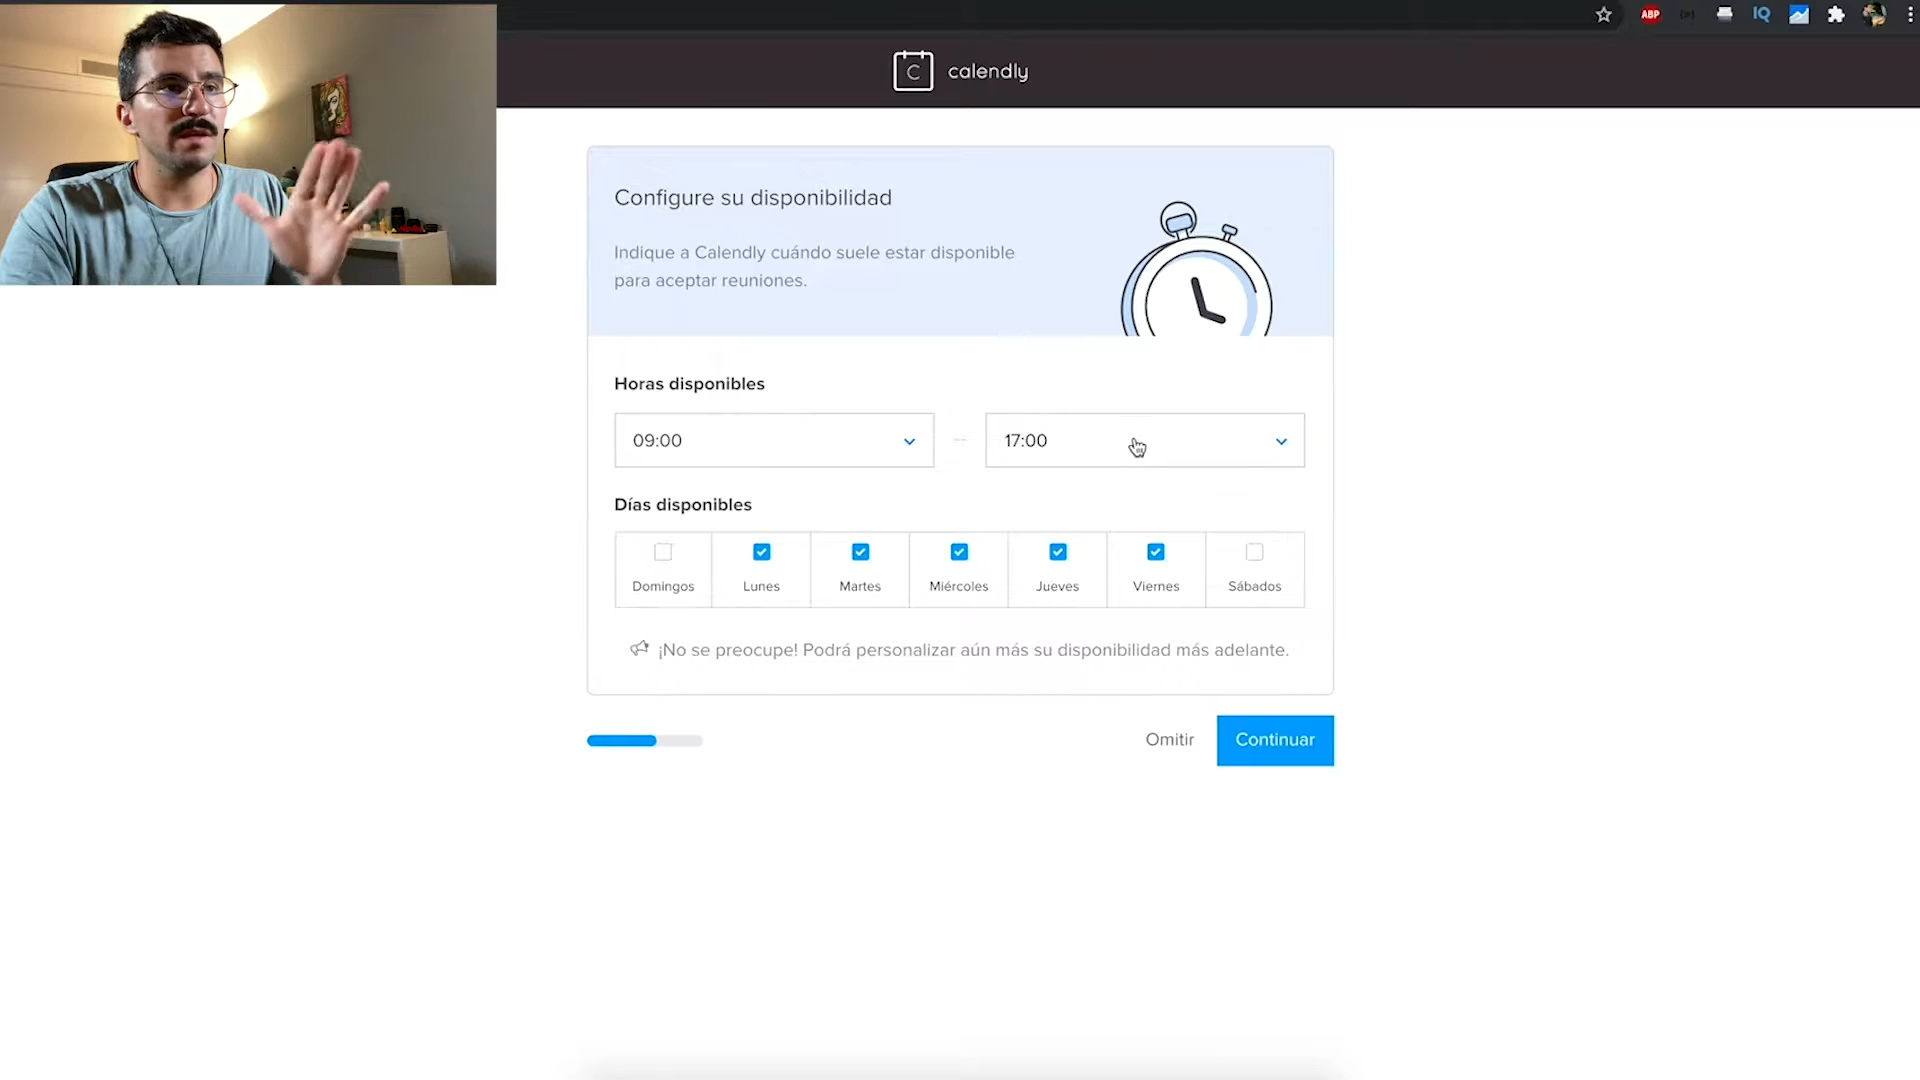 ABP
IQ
C calendly
Configure su disponibilidad
Indique a Calendly cuándo suele estar disponible
para aceptar reuniones.
Horas disponibles
09:00 – 17:00
Días disponibles
Domingos Lunes Martes Miércoles Jueves Viernes Sábados
¡No se preocupe! Podrá personalizar aún más su disponibilidad más adelante.
Omitir Continuar